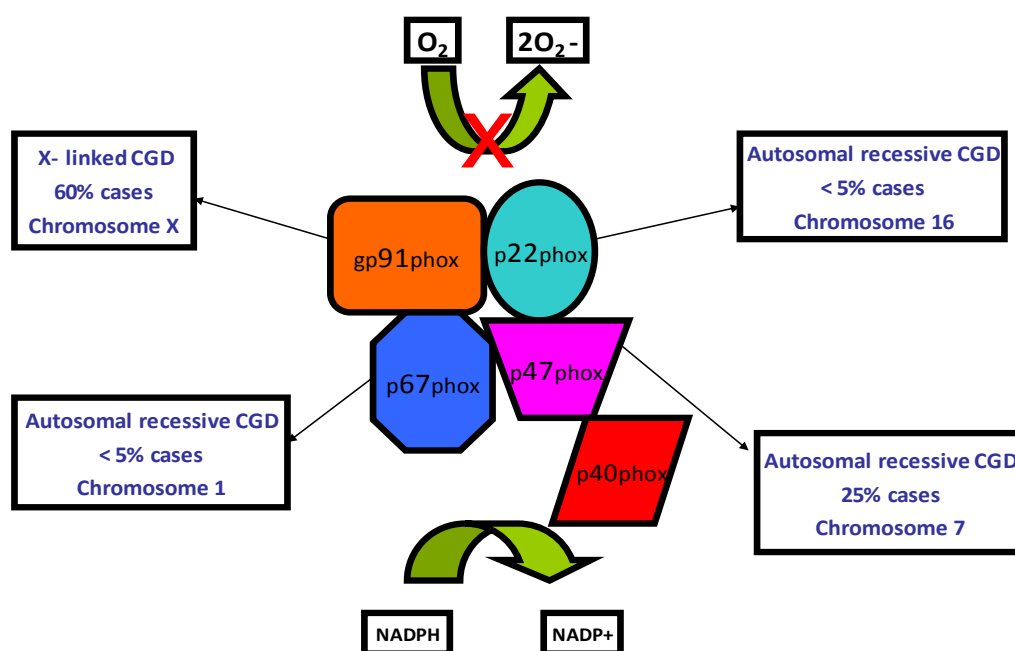 O2
2O2 -
X- linked CGD
60% cases
Chromosome X
Autosomal recessive CGD
< 5% cases
Chromosome 16
gp91phox
p22phox
p67phox
p47phox
Autosomal recessive CGD
< 5% cases
Chromosome 1
p40phox
Autosomal recessive CGD
25% cases
Chromosome 7
NADPH
NADP+